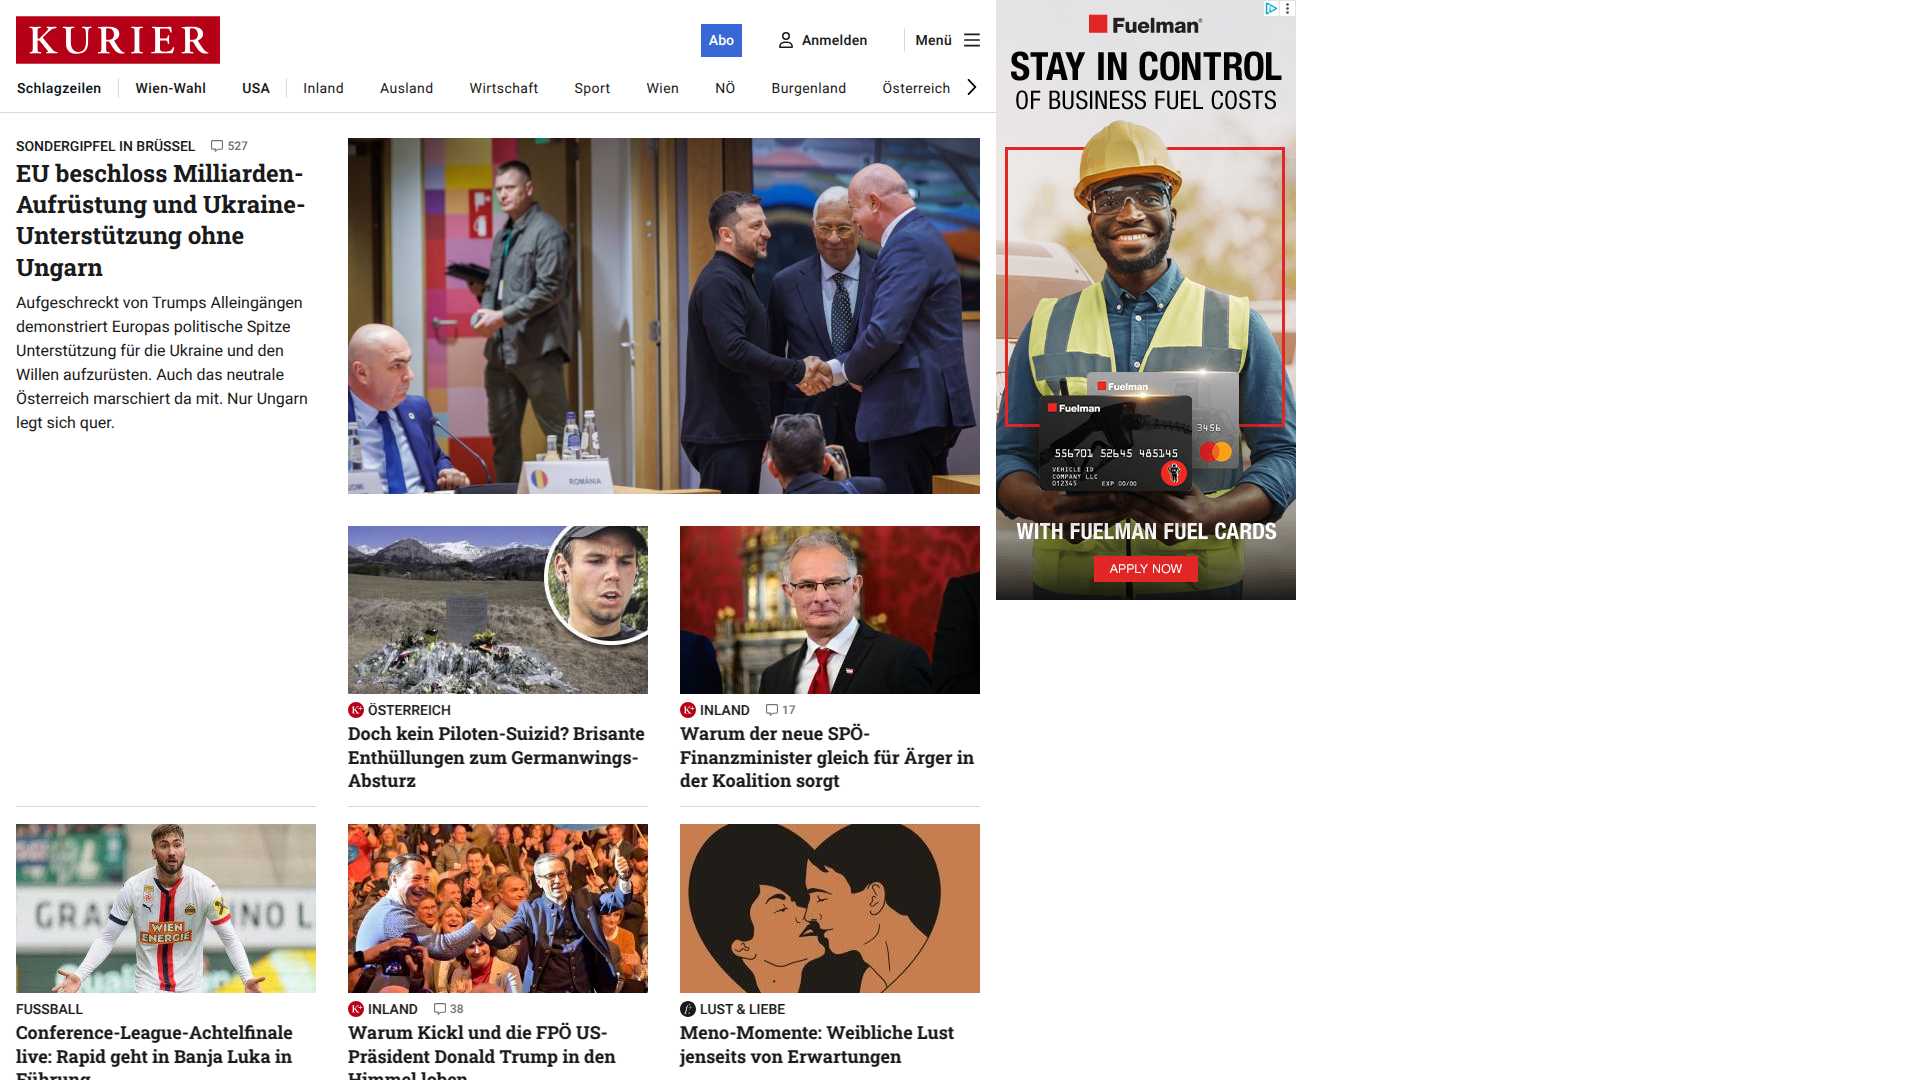 KURIER
Abo
Anmelden
Menü
Schlagzeilen
Wien-Wahl
USA
Inland
Ausland
Wirtschaft
Sport
Wien
NÖ
Burgenland
Österreich
SONDERGIPFEL IN BRÜSSEL 527
EU beschloss Milliarden-
Aufrüstung und Ukraine-
Unterstützung ohne
Ungarn
Aufgeschreckt von Trumps Alleingängen
demonstriert Europas politische Spitze
Unterstützung für die Ukraine und den
Willen aufzurüsten. Auch das neutrale
Österreich marschiert da mit. Nur Ungarn
legt sich quer.
ROMÂNIA
K+ ÖSTERREICH
Doch kein Piloten-Suizid? Brisante
Enthüllungen zum Germanwings-
Absturz
K+ INLAND 17
Warum der neue SPÖ-
Finanzminister gleich für Ärger in
der Koalition sorgt
WIEN
ENERGIE
FUSSBALL
Conference-League-Achtelfinale
live: Rapid geht in Banja Luka in
Führung
K+ INLAND 38
Warum Kickl und die FPÖ US-
Präsident Donald Trump in den
Himmel loben
LUST & LIEBE
Meno-Momente: Weibliche Lust
jenseits von Erwartungen
Fuelman
STAY IN CONTROL
OF BUSINESS FUEL COSTS
Fuelman
Fuelman
3456
556701 52645 485145
VEHICLE ID
COMPANY LLC
012345 EXP 00/00
WITH FUELMAN FUEL CARDS
APPLY NOW